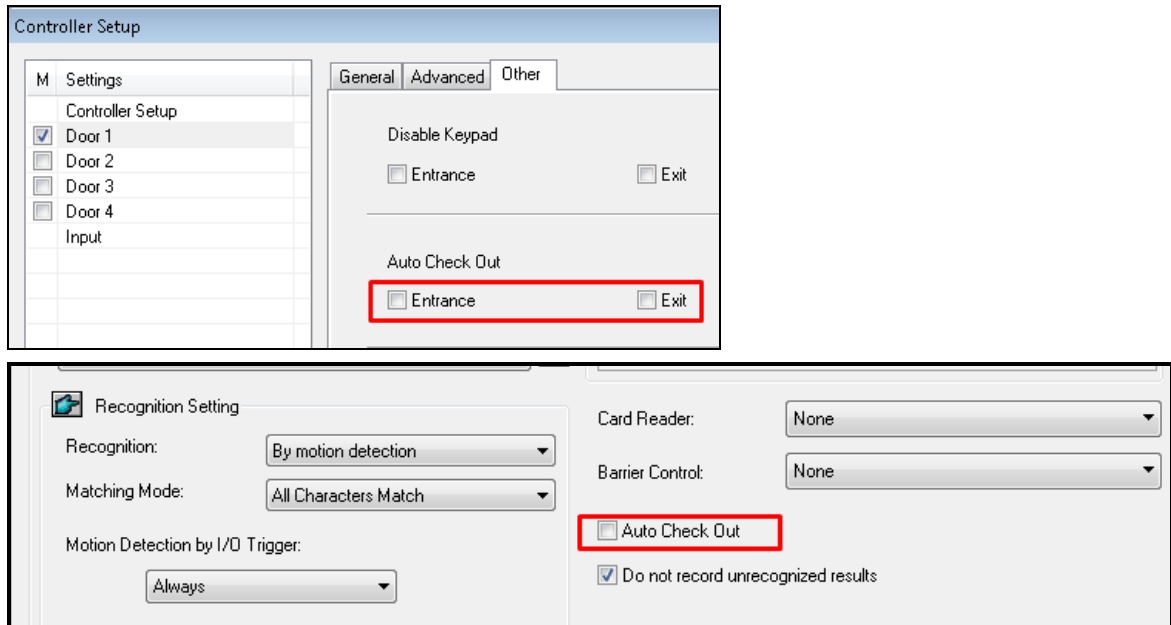 Controller Setup
M Settings
Controller Setup
Door 1
Door 2
Door 3
Door 4
Input
General Advanced Other
Disable Keypad
Entrance Exit
Auto Check Out
Entrance Exit
Recognition Setting
Recognition: By motion detection
Matching Mode: All Characters Match
Motion Detection by I/O Trigger:
Always
Card Reader: None
Barrier Control: None
Auto Check Out
Do not record unrecognized results